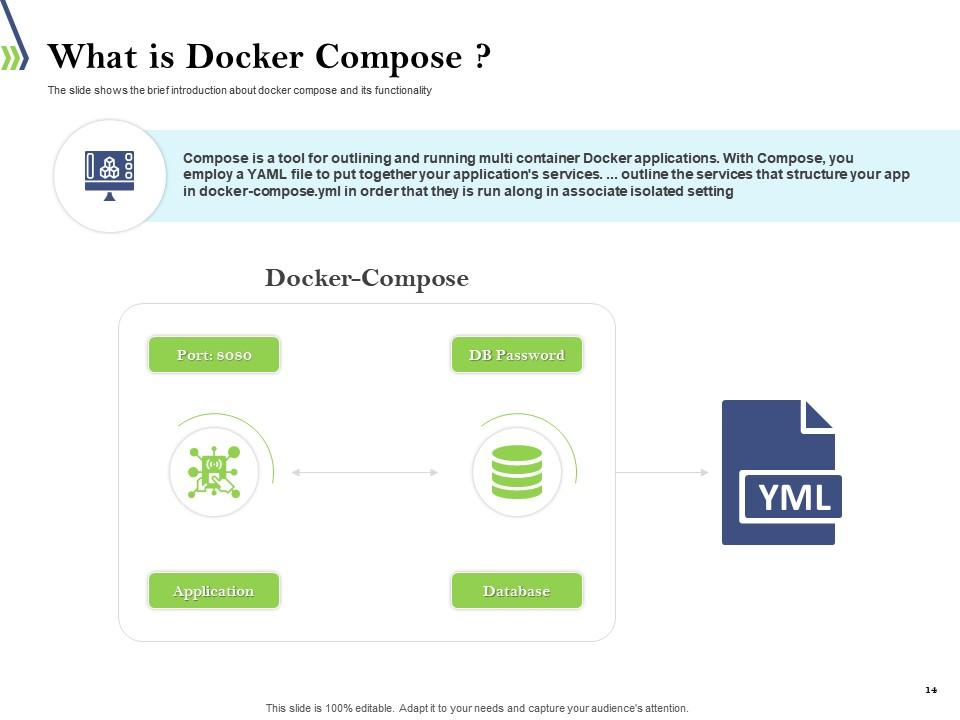 What is Docker Compose ?
The slide shows the brief introduction about docker compose and its functionality
Compose is a tool for outlining and running multi container Docker applications. With Compose, you
employ a YAML file to put together your application's services. ... outline the services that structure your app
in docker-compose.yml in order that they is run along in associate isolated setting
Docker-Compose
Port: 8080
DB Password
YML
Application
Database
14
This slide is 100% editable. Adapt it to your needs and capture your audience's attention.